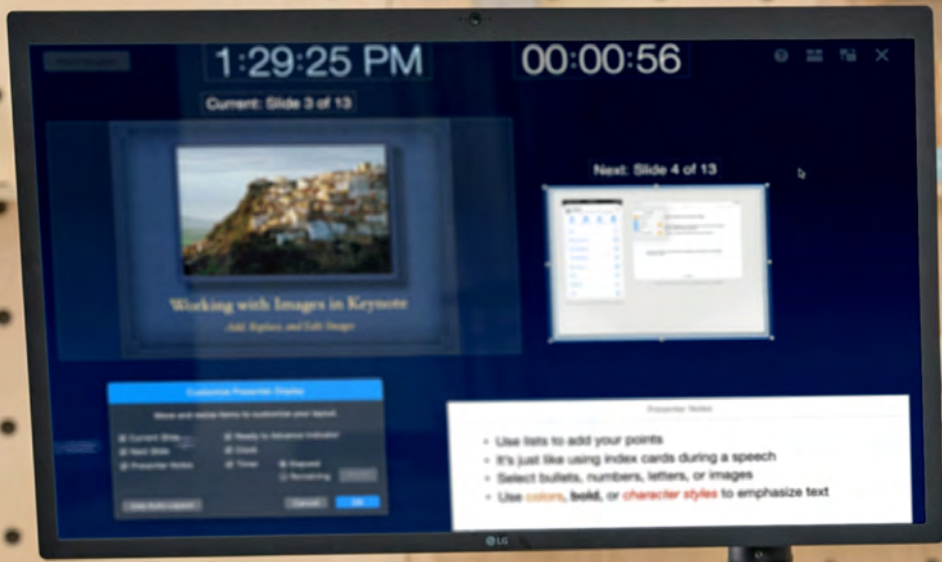 1:29:25 PM
00:00:56
Current: Slide 3 of 13
Next: Slide 4 of 13
Working with Images in Keynote
Add, Replace, and Edit Images
Customize Presenter Display
Move and resize items to customize your layout.
Current Slide
Ready to Advance Indicator
Next Slide
Clock
Presenter Notes
Timer
Elapsed
Remaining
Use Auto Layout
Cancel
OK
Presenter Notes
• Use lists to add your points
• It's just like using index cards during a speech
• Select bullets, numbers, letters, or images
• Use colors, bold, or character styles to emphasize text
LG